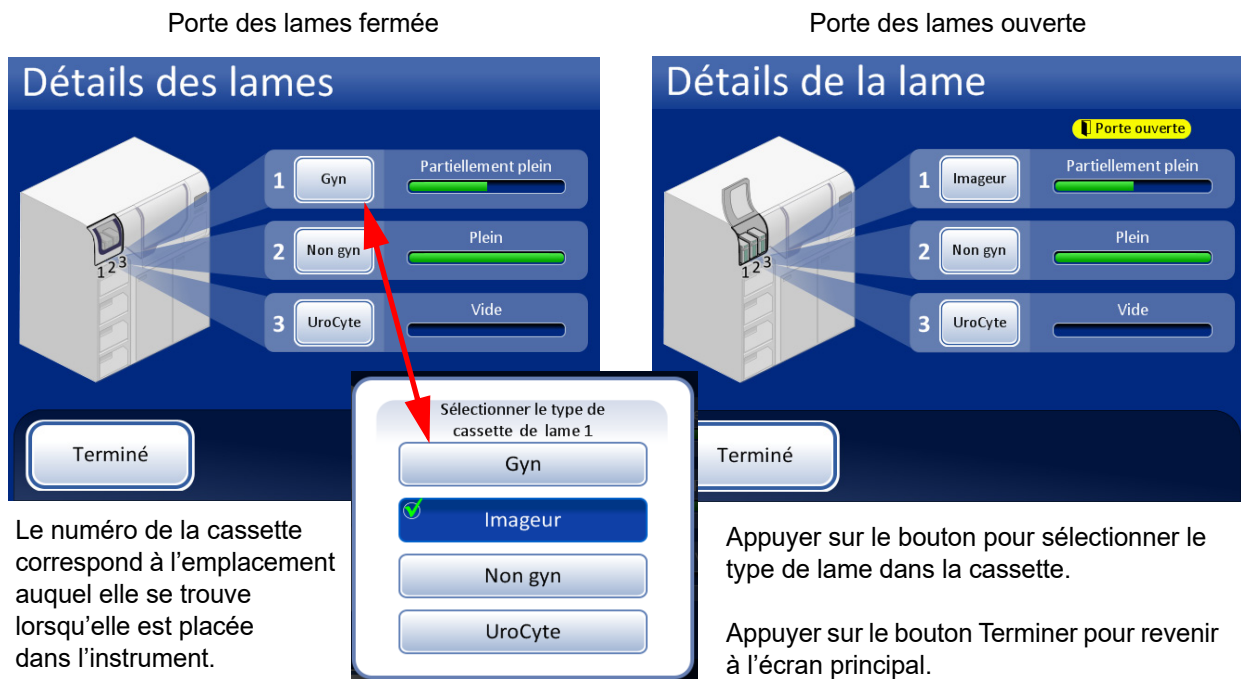 Porte des lames fermée
Porte des lames ouverte
Détails des lames
1 Gyn Partiellement plein
2 Non gyn Plein
3 UroCyte Vide
1 2 3
Terminé
Détails de la lame
Porte ouverte
1 Imageur Partiellement plein
2 Non gyn Plein
3 UroCyte Vide
1 2 3
Terminé
Sélectionner le type de
cassette de lame 1
Gyn
Imageur
Non gyn
UroCyte
Le numéro de la cassette
correspond à l'emplacement
auquel elle se trouve
lorsqu'elle est placée
dans l'instrument.
Appuyer sur le bouton pour sélectionner le
type de lame dans la cassette.
Appuyer sur le bouton Terminer pour revenir
à l'écran principal.